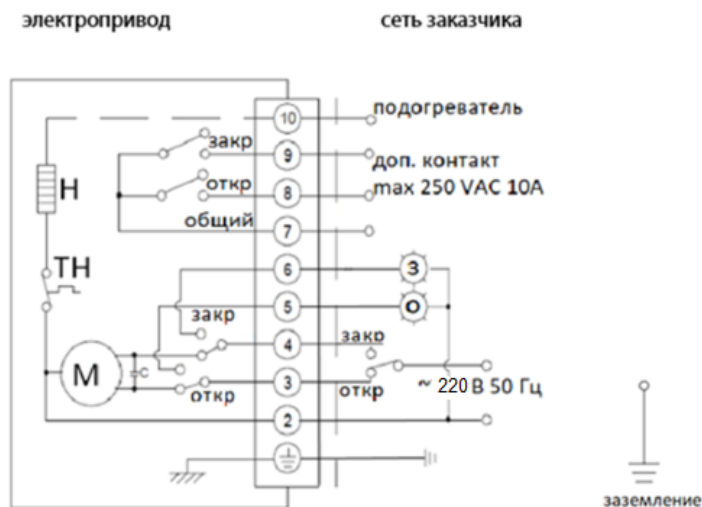 электропривод сеть заказчика
10 подогреватель
закр 9 доп. контакт
H откр 8 max 250 VAC 10A
общий 7
TH 6 З
закр 5 О
4 закр
M C 3 ~ 220 В 50 Гц
откр откр
2
заземление